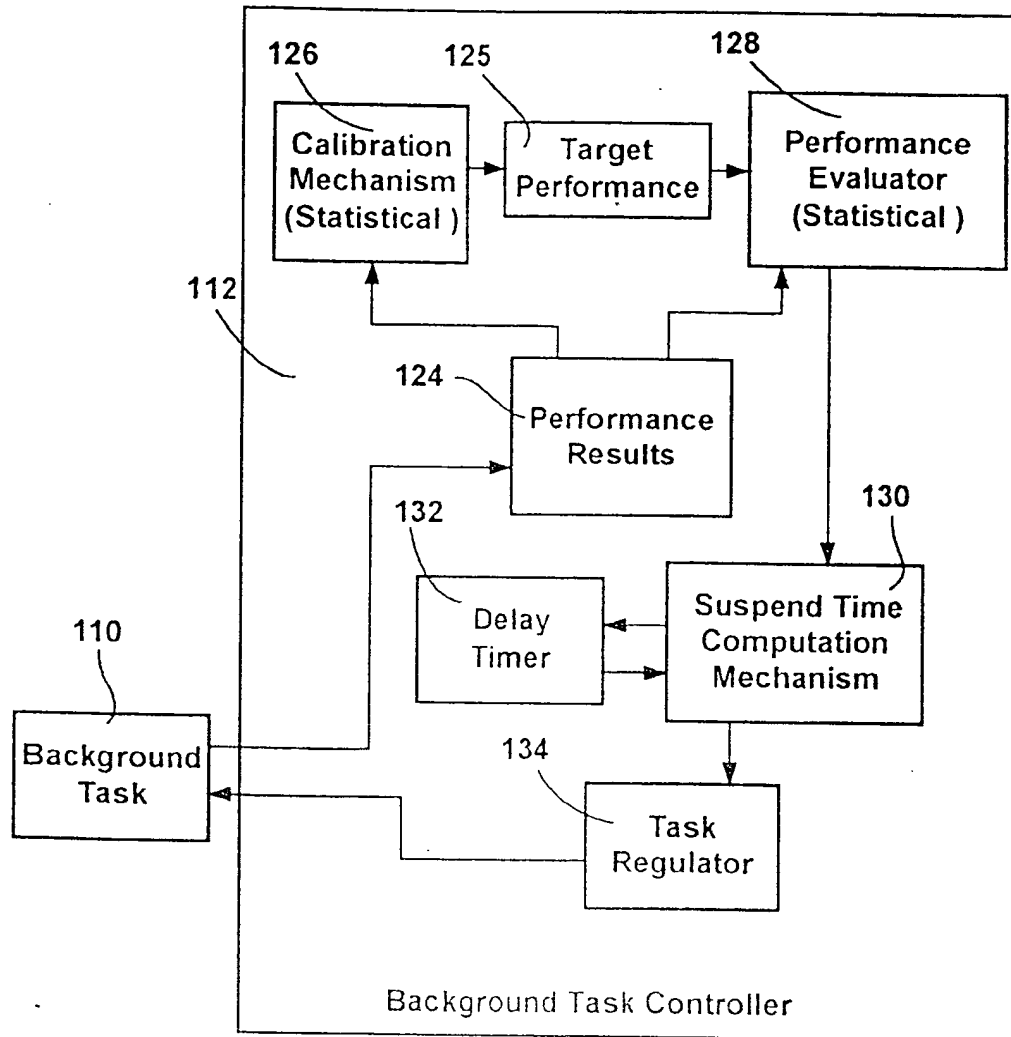 126
125
128
Calibration
Mechanism
(Statistical )
Target
Performance
Performance
Evaluator
(Statistical )
112
124
Performance
Results
132
130
Delay
Timer
Suspend Time
Computation
Mechanism
110
Background
Task
134
Task
Regulator
Background Task Controller